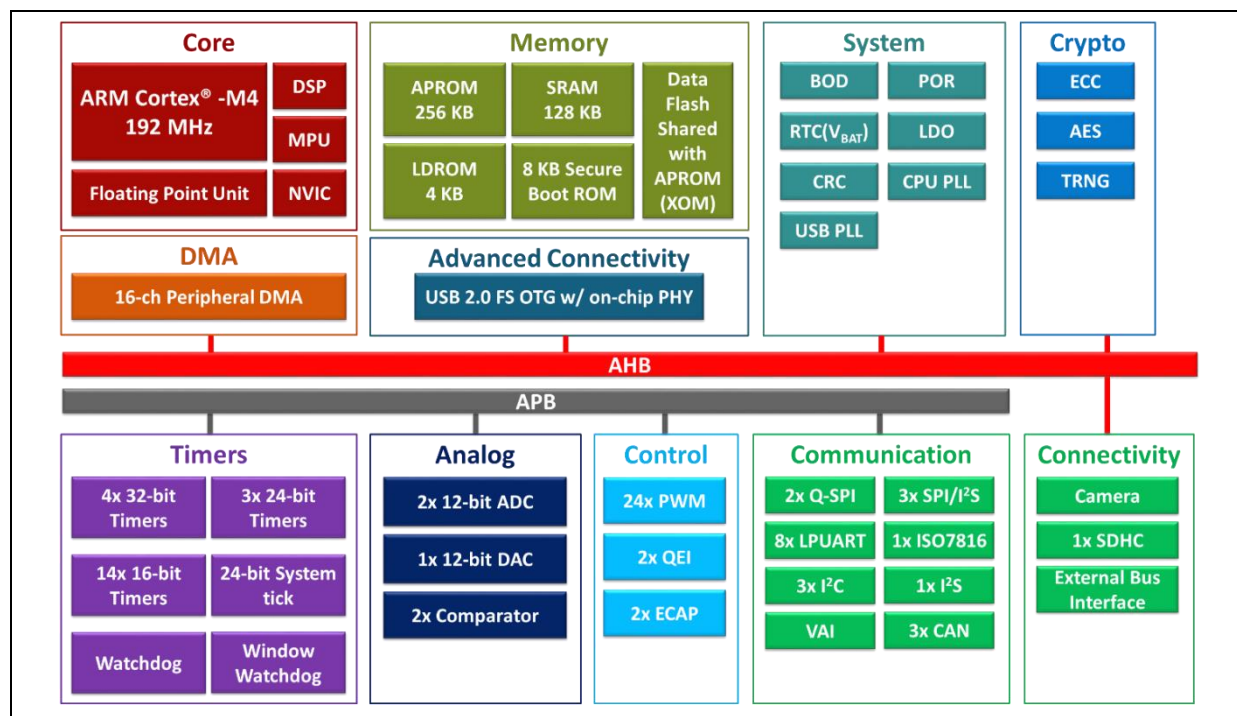 Core
ARM Cortex® -M4
192 MHz
DSP
MPU
Floating Point Unit
NVIC
Memory
APROM
256 KB
SRAM
128 KB
Data
Flash
Shared
with
APROM
(XOM)
LDROM
4 KB
8 KB Secure
Boot ROM
System
BOD
POR
RTC(VBAT)
LDO
CRC
CPU PLL
USB PLL
Crypto
ECC
AES
TRNG
DMA
16-ch Peripheral DMA
Advanced Connectivity
USB 2.0 FS OTG w/ on-chip PHY
AHB
APB
Timers
4x 32-bit
Timers
3x 24-bit
Timers
14x 16-bit
Timers
24-bit System
tick
Watchdog
Window
Watchdog
Analog
2x 12-bit ADC
1x 12-bit DAC
2x Comparator
Control
24x PWM
2x QEI
2x ECAP
Communication
2x Q-SPI
3x SPI/I²S
8x LPUART
1x ISO7816
3x I²C
1x I²S
VAI
3x CAN
Connectivity
Camera
1x SDHC
External Bus
Interface